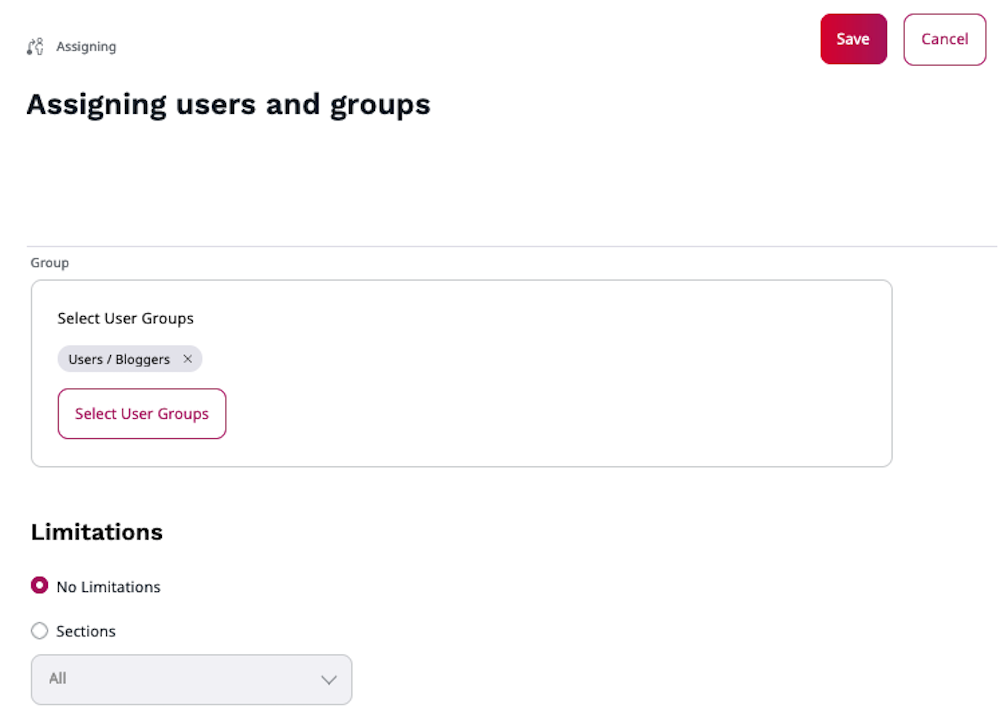 Assigning
Save
Cancel
Assigning users and groups
Group
Select User Groups
Users / Bloggers
Select User Groups
Limitations
No Limitations
Sections
All